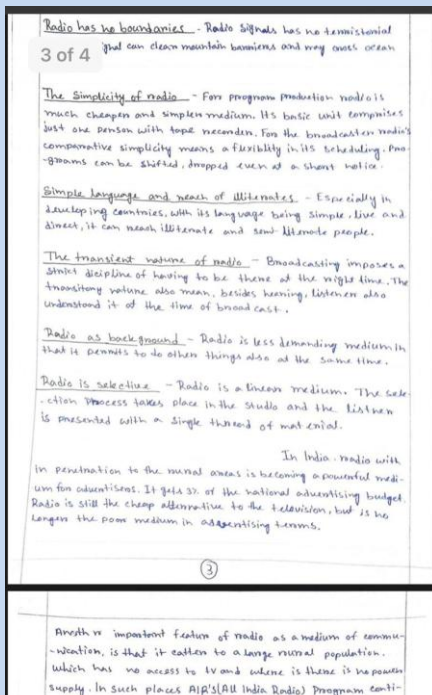 Radio has no boundaries - Radio signals has no territorial
3 of 4
gnal can clear mountain barriers and may cross ocean
The Simplicity of radio - For program production radio is
much cheaper and simpler medium. Its basic unit comprises
just one person with tape recorder. For the broadcaster radio's
comparative simplicity means a flexiblity in its scheduling. Pro-
-grams can be shifted, dropped even at a short notice.
Simple language and reach of illiterates - Especially in
developing countries, with its language being simple, live and
direct, it can reach illiterate and semi literate people.
The transient nature of radio - Broadcasting imposes a
strict dicipline of having to be there at the right time. The
transitory nature also mean, besides hearing, listener also
understand it at the time of broad cast.
Radio as background - Radio is less demanding medium in
that it permits to do other things also at the same time.
Radio is selective - Radio is a linear medium. The sele-
-ction process takes place in the studio and the listner
is presented with a single thread of material.
In India, radio with
in penetration to the rural areas is becoming a powerful medi-
um for advertisers. It gets 3% of the national advertising budget.
Radio is still the cheap alternative to the television, but is no
longer the poor medium in advertising terms.
3
Another important feature of radio as a medium of commu-
-nication, is that it catter to a large rural population.
which has no access to tv and where is there is no power
supply. In such places AIR's (All India Radio) program conti-